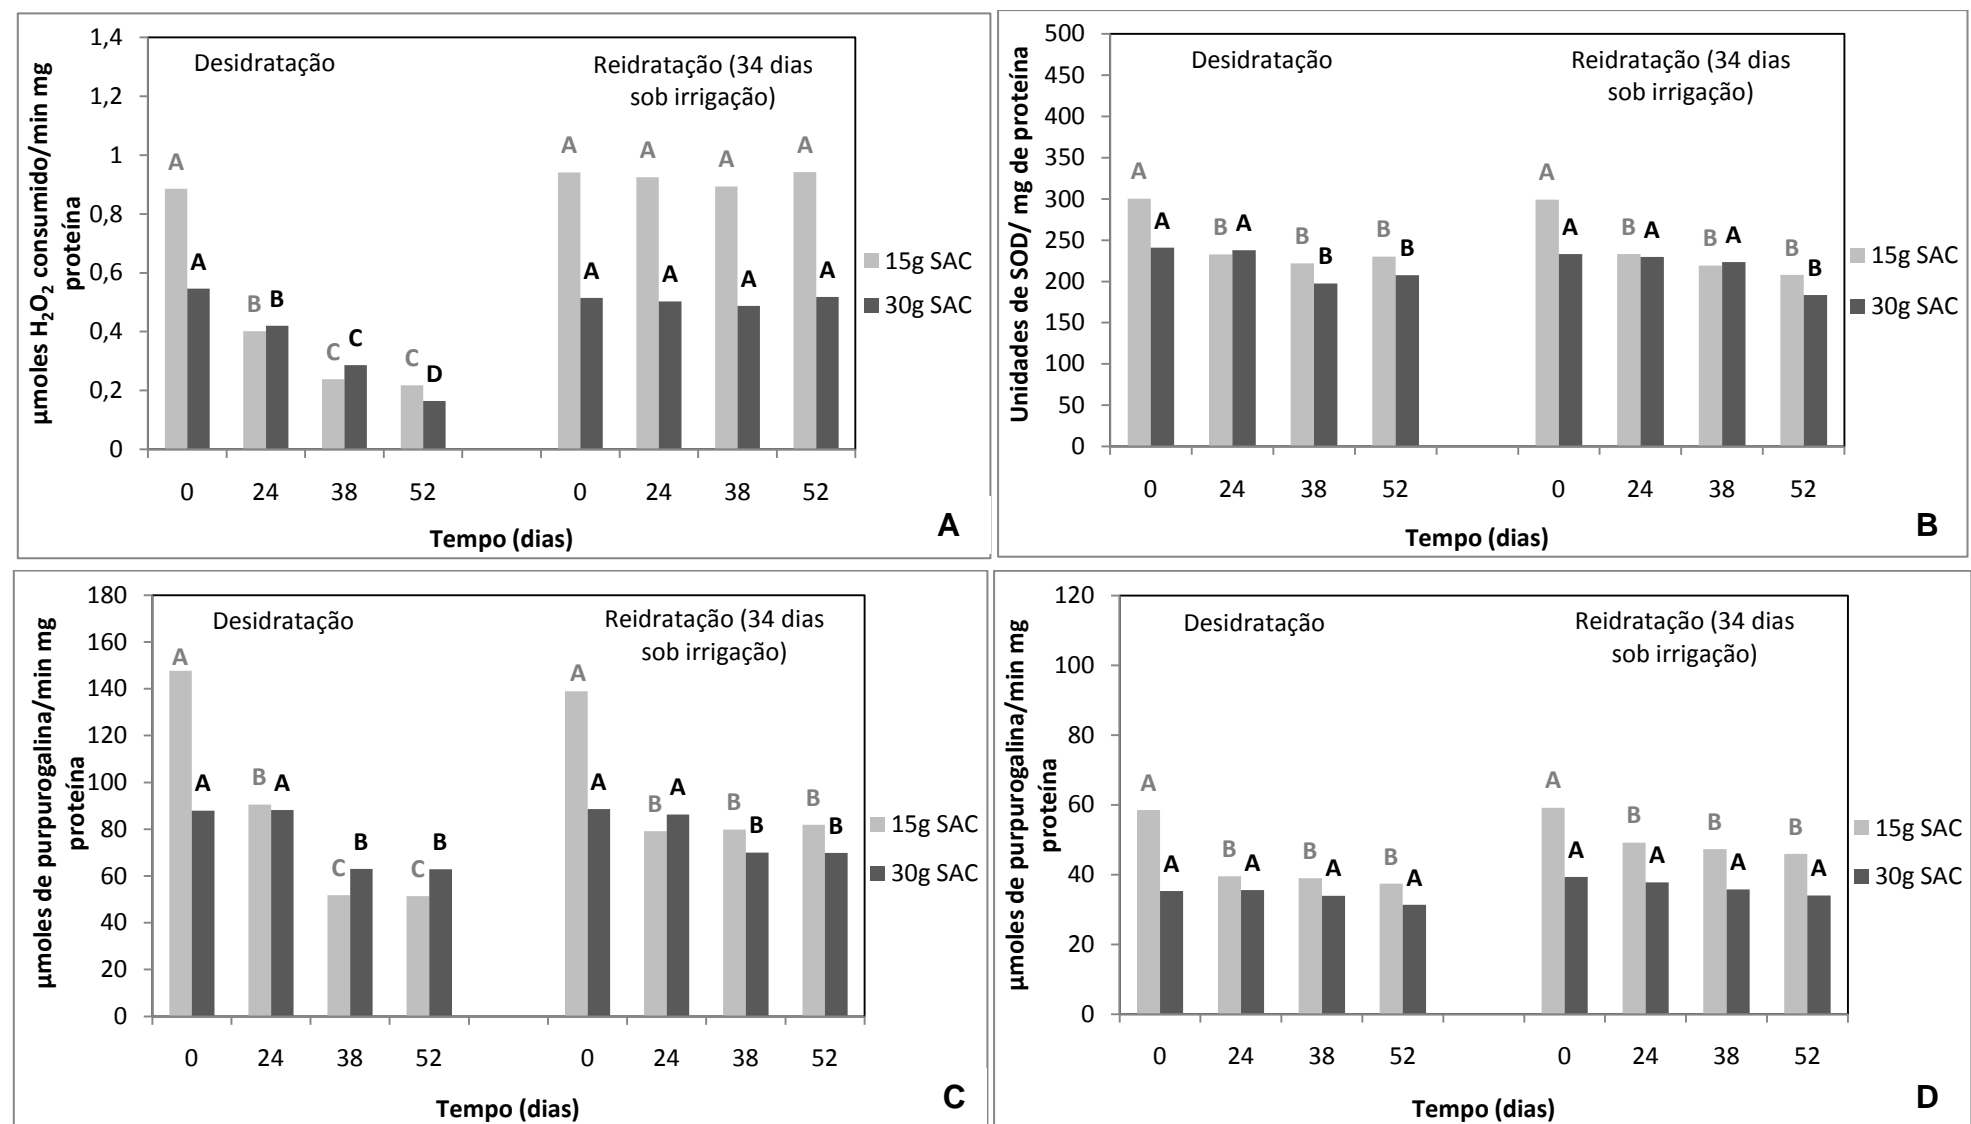 1,4
1,2
1
0,8
0,6
0,4
0,2
0
µmoles H2O2 consumido/min mg
proteína
Desidratação
Reidratação (34 dias
sob irrigação)
A
A
B B
C C
C D
A
A
A
A
A
A
A
A
15g SAC
30g SAC
0 24 38 52 0 24 38 52
Tempo (dias)
A
500
450
400
350
300
250
200
150
100
50
0
Unidades de SOD/ mg de proteína
Desidratação
Reidratação (34 dias
sob irrigação)
A
A
B A
B B
B B
A
A
B A
B A
B B
15g SAC
30g SAC
0 24 38 52 0 24 38 52
Tempo (dias)
B
180
160
140
120
100
80
60
40
20
0
µmoles de purpurogalina/min mg
proteína
Desidratação
Reidratação (34 dias
sob irrigação)
A
A
B A
C B
C B
A
A
B A
B B
B B
15g SAC
30g SAC
0 24 38 52 0 24 38 52
Tempo (dias)
C
120
100
80
60
40
20
0
µmoles de purpurogalina/min mg
proteína
Desidratação
Reidratação (34 dias
sob irrigação)
A
A
B A
B A
B A
A
A
B A
B A
B A
15g SAC
30g SAC
0 24 38 52 0 24 38 52
Tempo (dias)
D